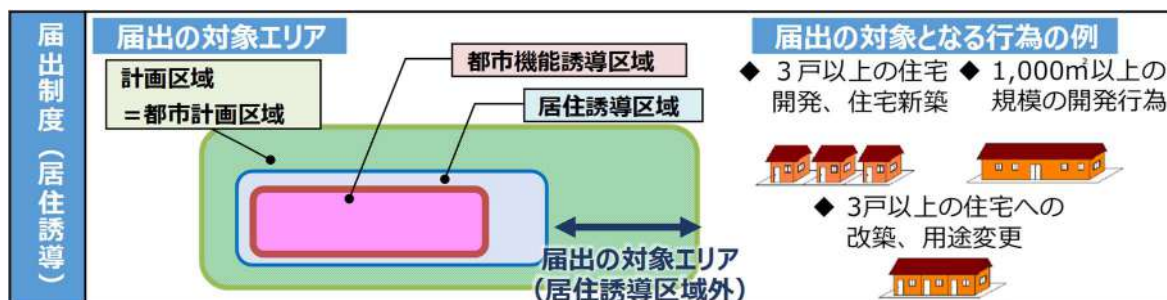 届出制度（居住誘導）
届出の対象エリア
計画区域
＝都市計画区域
都市機能誘導区域
居住誘導区域
届出の対象エリア
（居住誘導区域外）
届出の対象となる行為の例
◆ ３戸以上の住宅
開発、住宅新築
◆ 1,000㎡以上の
規模の開発行為
◆ 3戸以上の住宅への
改築、用途変更